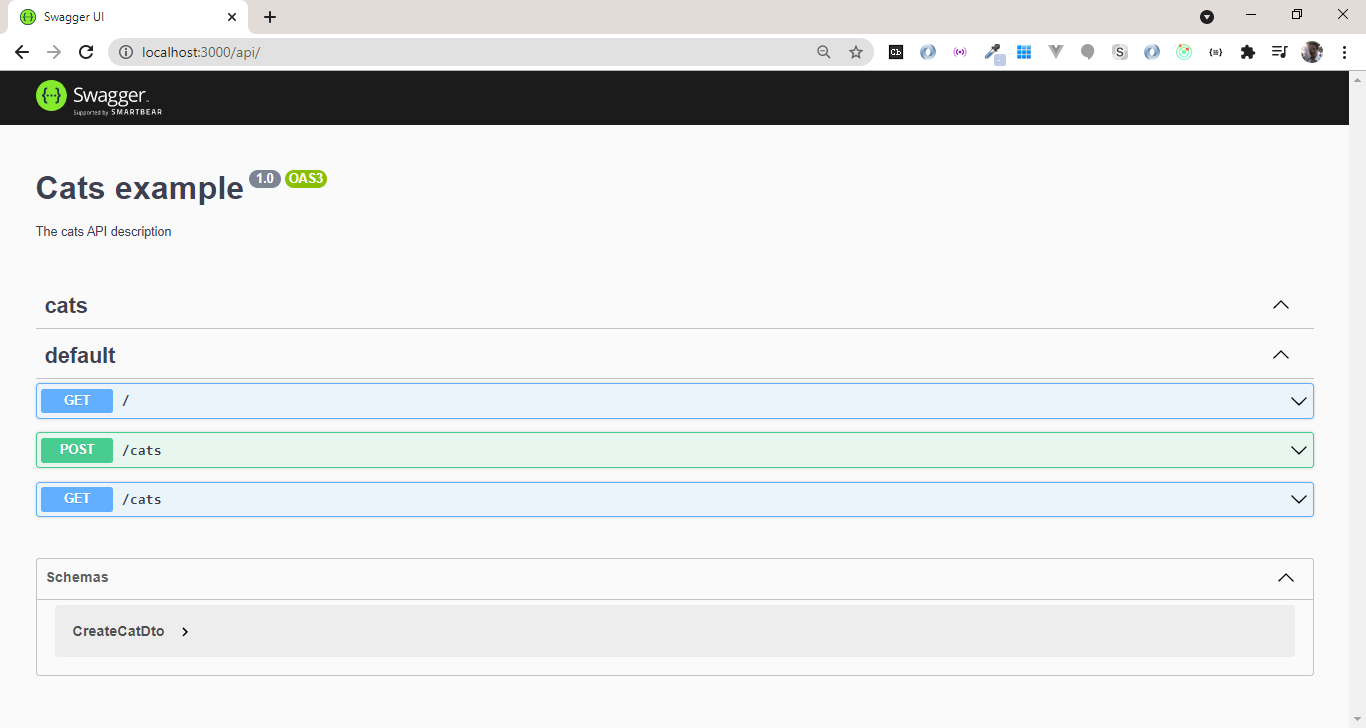 Swagger UI
localhost:3000/api/
Cb
S
Swagger
Supported by SMARTBEAR
Cats example 1.0 OAS3
The cats API description
cats
default
GET /
POST /cats
GET /cats
Schemas
CreateCatDto